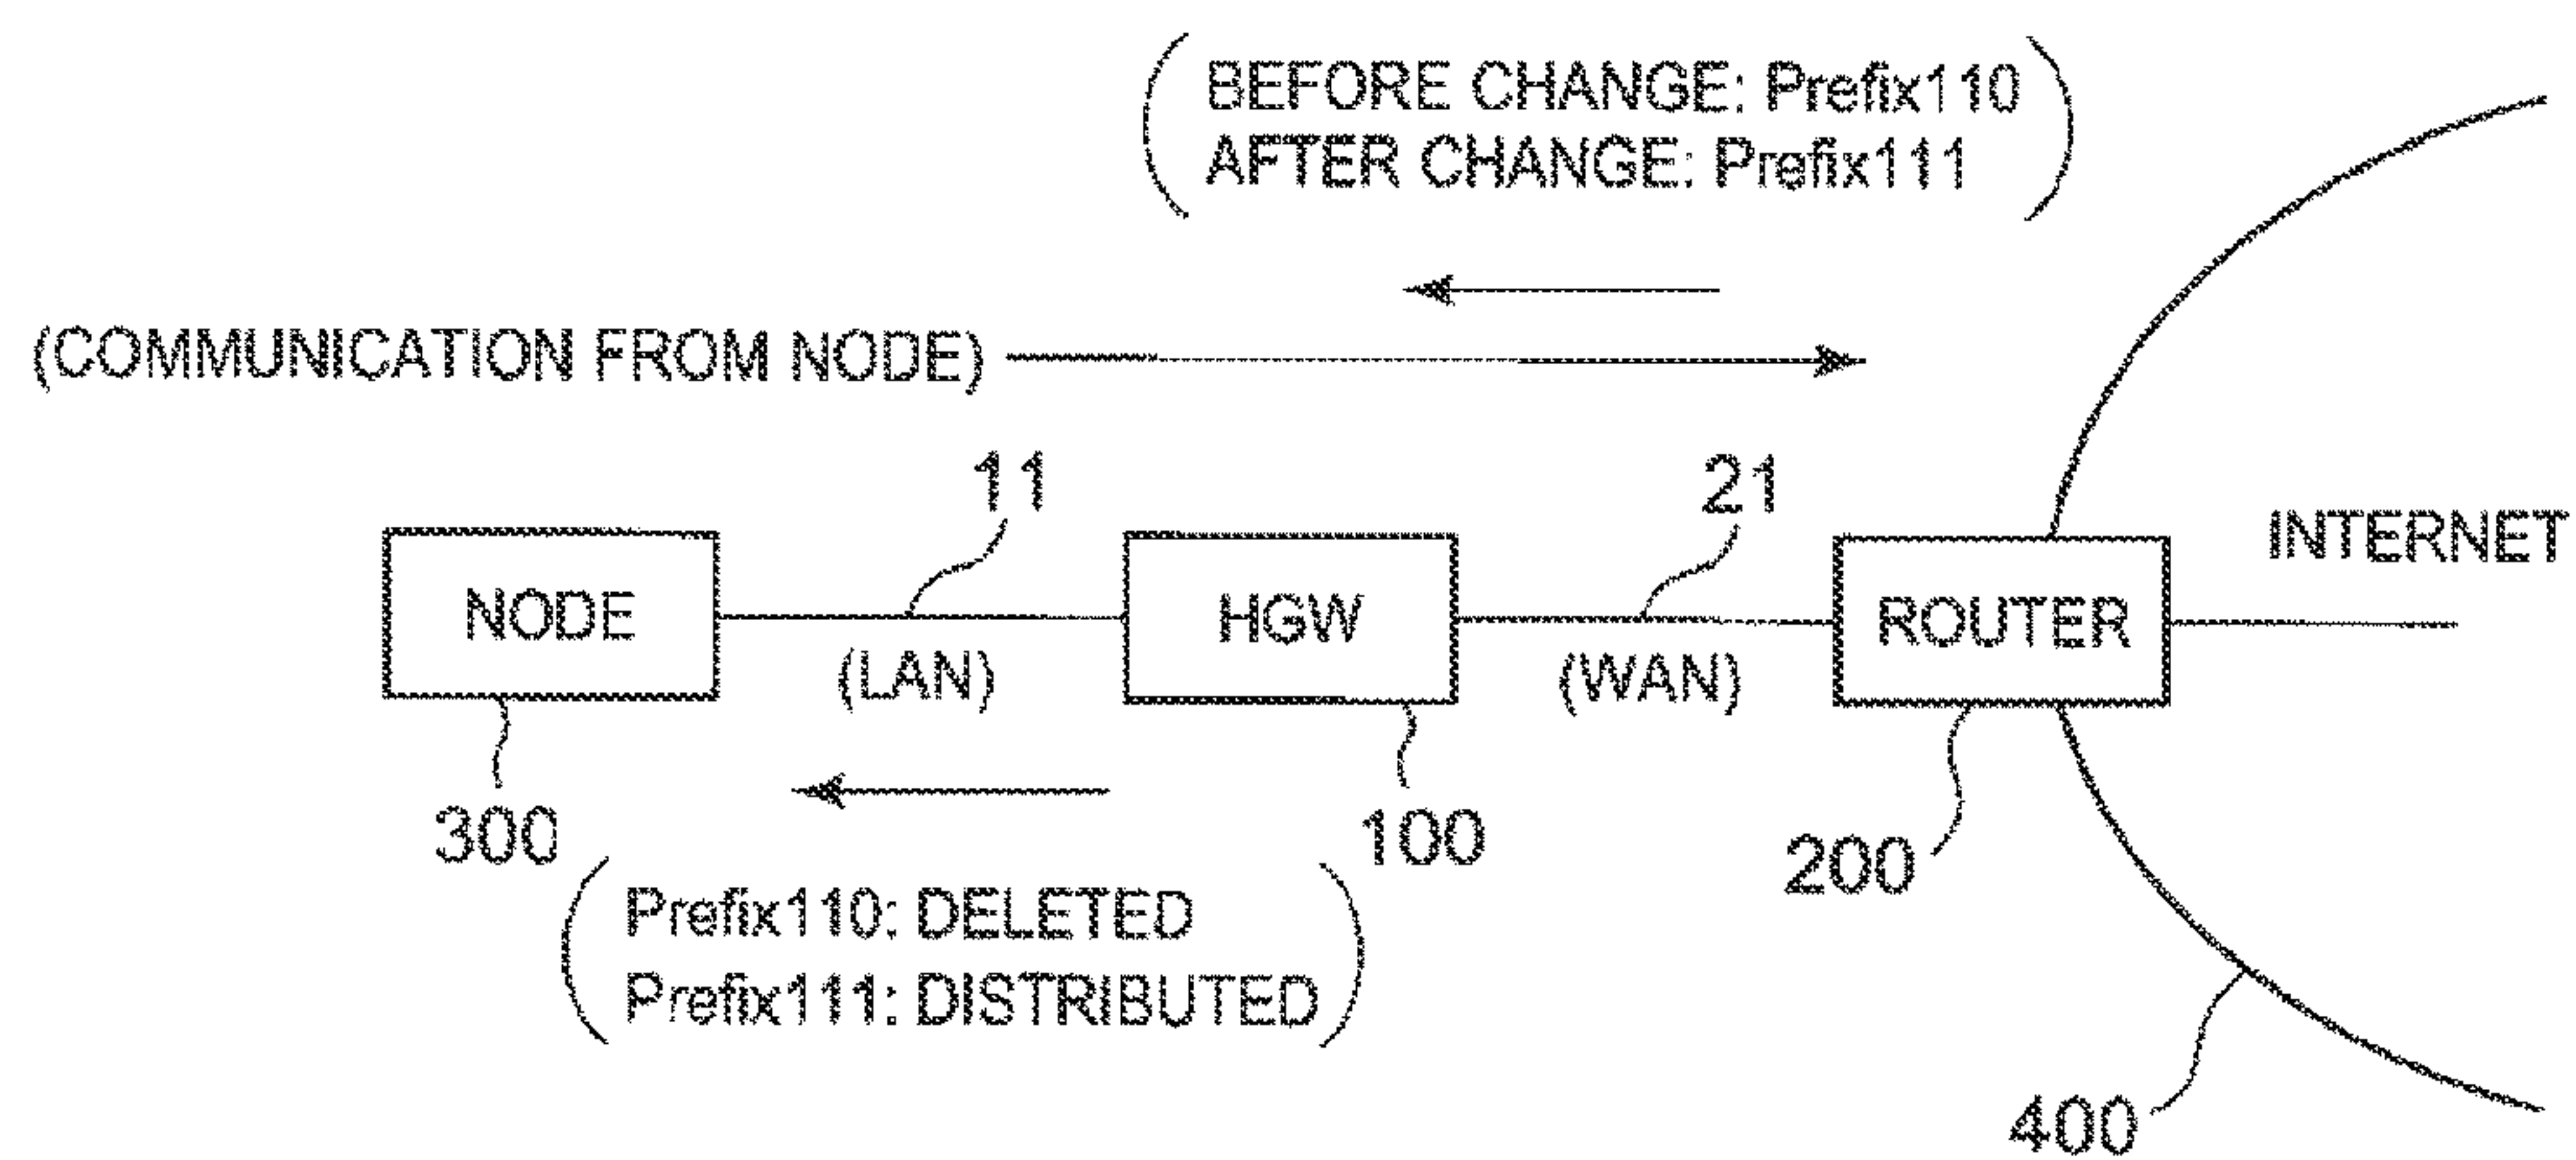 BEFORE CHANGE: Prefix110
AFTER CHANGE: Prefix111
(COMMUNICATION FROM NODE)
11
21
INTERNET
NODE
HGW
ROUTER
(LAN)
(WAN)
300
100
200
Prefix110: DELETED
Prefix111: DISTRIBUTED
400